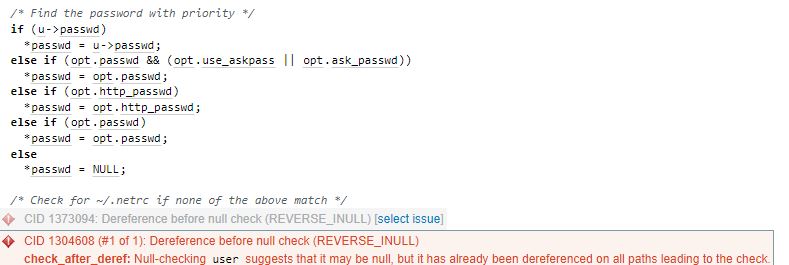 /* Find the password with priority */
if (u->passwd)
*passwd = u->passwd;
else if (opt.passwd && (opt.use_askpass || opt.ask_passwd))
*passwd = opt.passwd;
else if (opt.http_passwd)
*passwd = opt.http_passwd;
else if (opt.passwd)
*passwd = opt.passwd;
else
*passwd = NULL;
/* Check for ~/.netrc if none of the above match */
CID 1373094: Dereference before null check (REVERSE_INULL) [select issue]
CID 1304608 (#1 of 1): Dereference before null check (REVERSE_INULL)
check_after_deref: Null-checking user suggests that it may be null, but it has already been dereferenced on all paths leading to the check.